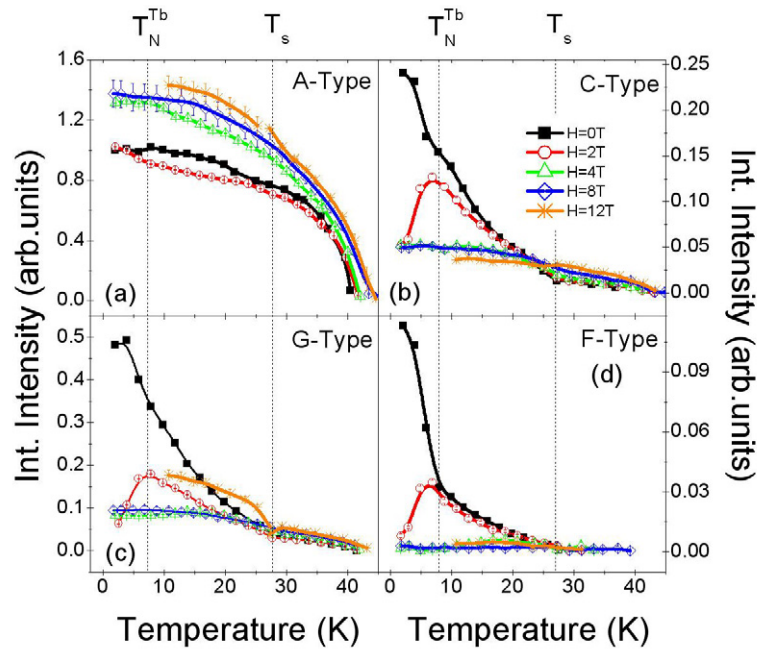 T_N^Tb T_s T_N^Tb T_s
1.6
1.2
0.8
0.4
0.0
A-Type
(a)
Int. Intensity (arb.units)
C-Type
H=0T
H=2T
H=4T
H=8T
H=12T
(b)
0.25
0.20
0.15
0.10
0.05
0.00
Int. Intensity (arb.units)
0.5
0.4
0.3
0.2
0.1
0.0
G-Type
(c)
F-Type
(d)
0.09
0.06
0.03
0.00
0 10 20 30 40 0 10 20 30 40
Temperature (K) Temperature (K)